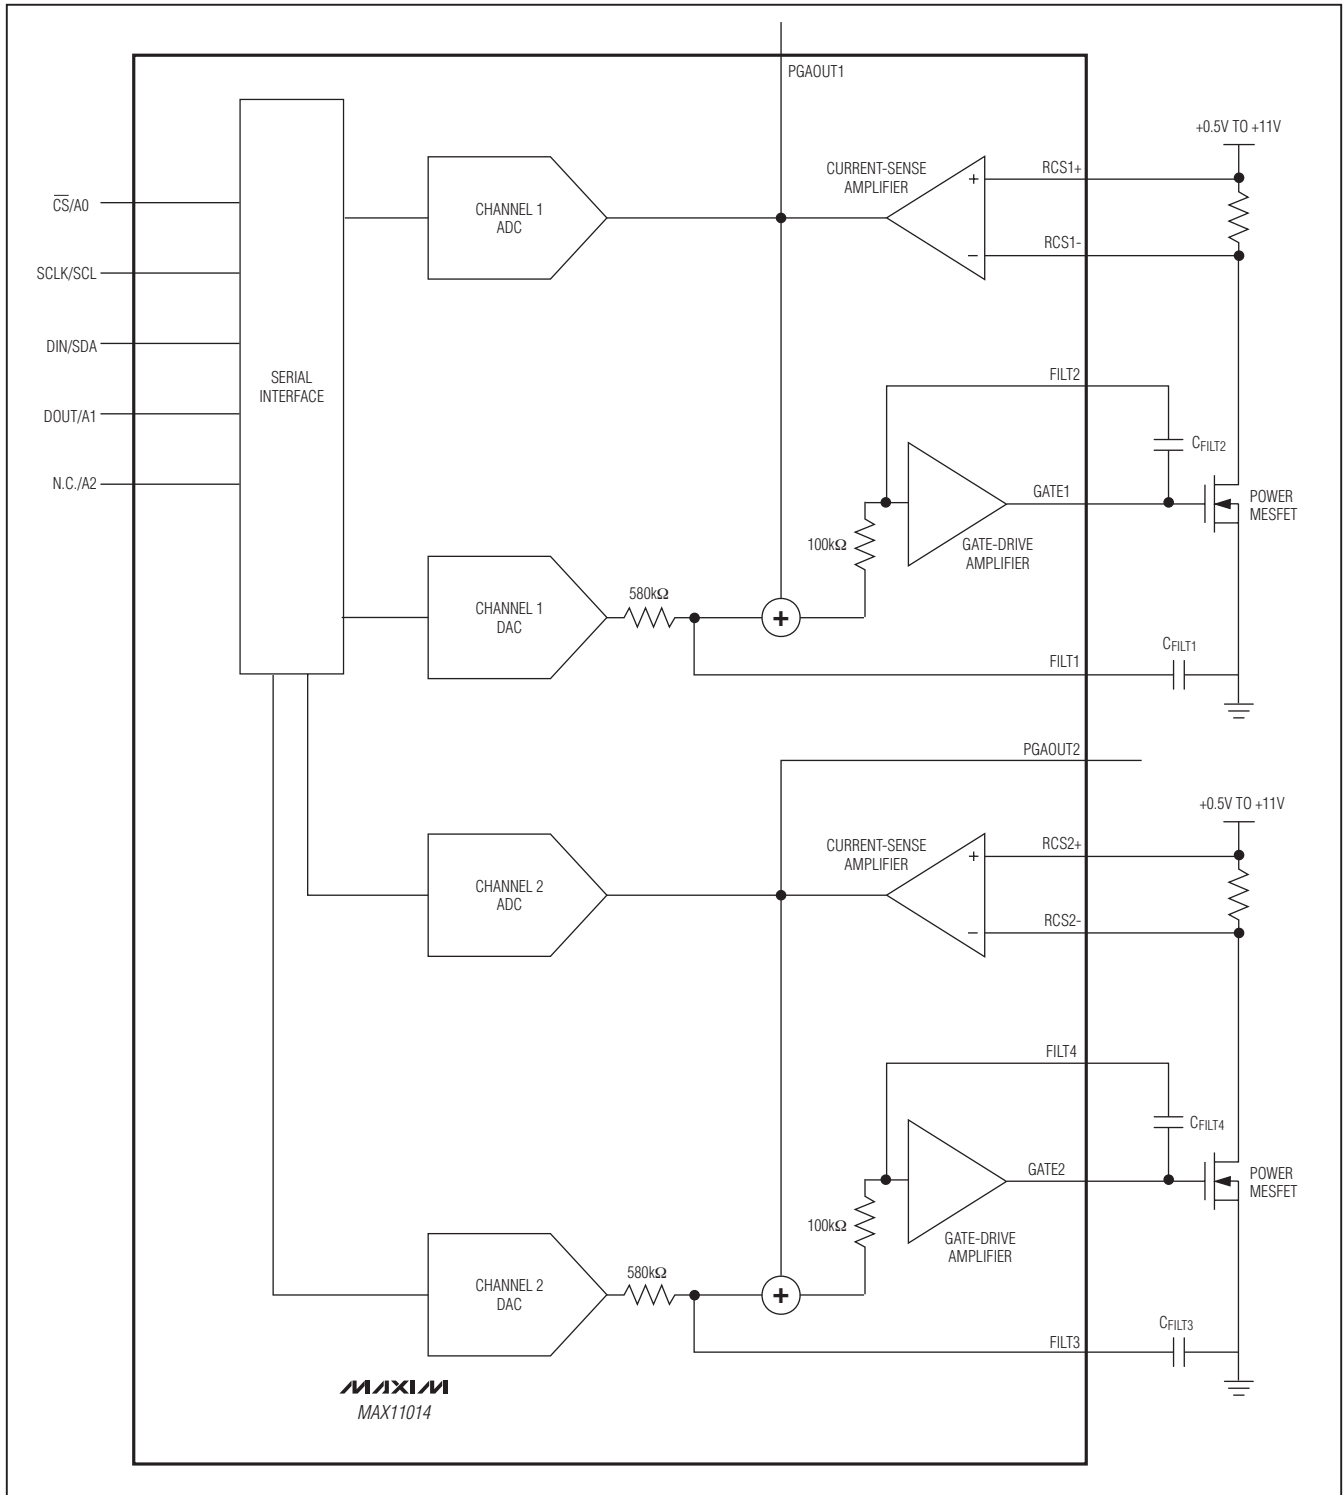 PGAOUT1
+0.5V TO +11V
CURRENT-SENSE
AMPLIFIER
+
RCS1+
CS/A0
CHANNEL 1
ADC
−
RCS1-
SCLK/SCL
DIN/SDA
SERIAL
INTERFACE
FILT2
DOUT/A1
CFILT2
N.C./A2
GATE1
POWER
MESFET
100kΩ
GATE-DRIVE
AMPLIFIER
580kΩ
CHANNEL 1
DAC
+
CFILT1
FILT1
PGAOUT2
+0.5V TO +11V
CURRENT-SENSE
AMPLIFIER
+
RCS2+
CHANNEL 2
ADC
−
RCS2-
FILT4
CFILT4
GATE2
POWER
MESFET
100kΩ
GATE-DRIVE
AMPLIFIER
580kΩ
CHANNEL 2
DAC
+
CFILT3
FILT3
MAXIM
MAX11014